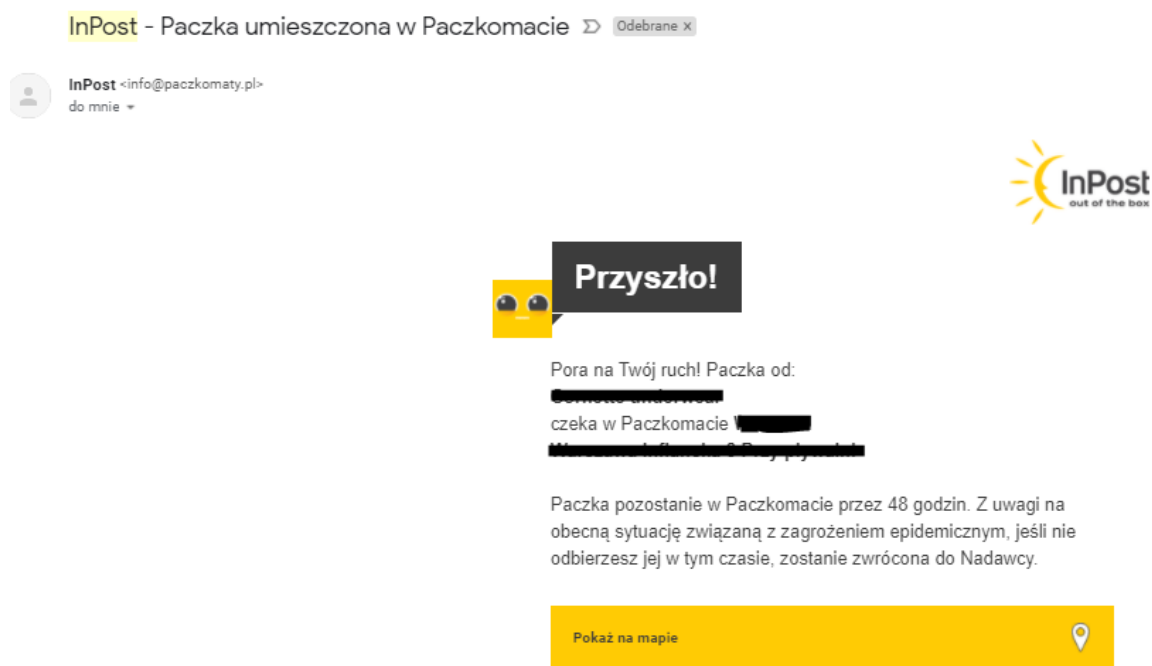 InPost - Paczka umieszczona w Paczkomacie Odebrane x
InPost <info@paczkomaty.pl>
do mnie
InPost
out of the box
Przyszło!
Pora na Twój ruch! Paczka od:
czeka w Paczkomacie
Paczka pozostanie w Paczkomacie przez 48 godzin. Z uwagi na
obecną sytuację związaną z zagrożeniem epidemicznym, jeśli nie
odbierzesz jej w tym czasie, zostanie zwrócona do Nadawcy.
Pokaż na mapie